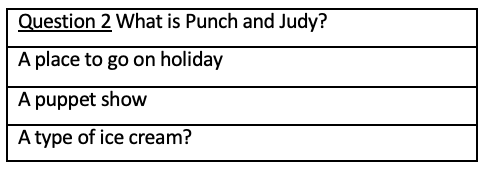 Question 2 What is Punch and Judy?
A place to go on holiday
A puppet show
A type of ice cream?